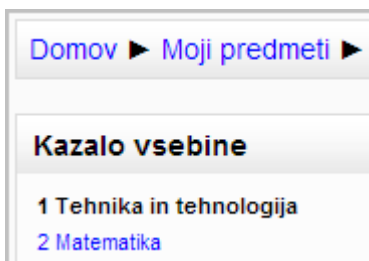 Domov ► Moji predmeti ►
Kazalo vsebine
1 Tehnika in tehnologija
2 Matematika